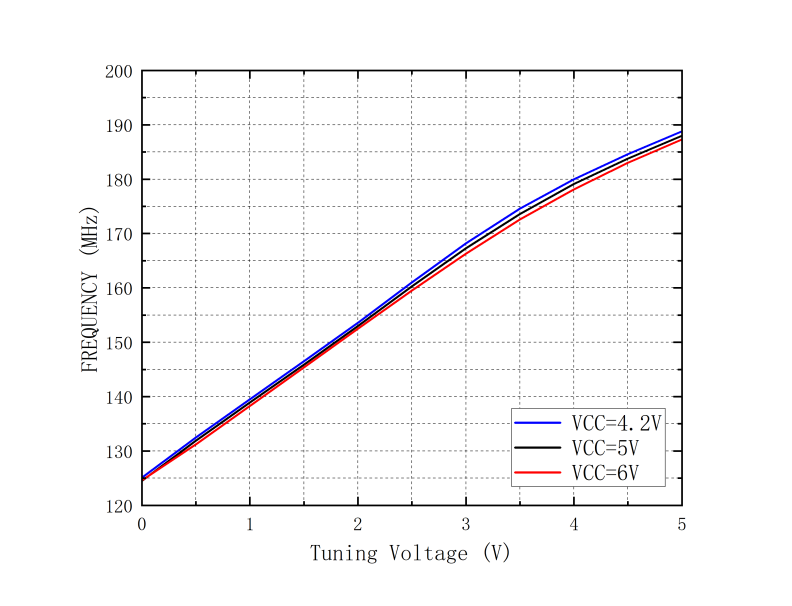 200
190
180
170
160
150
140
130
120
FREQUENCY (MHz)
VCC=4.2V
VCC=5V
VCC=6V
0 1 2 3 4 5
Tuning Voltage (V)